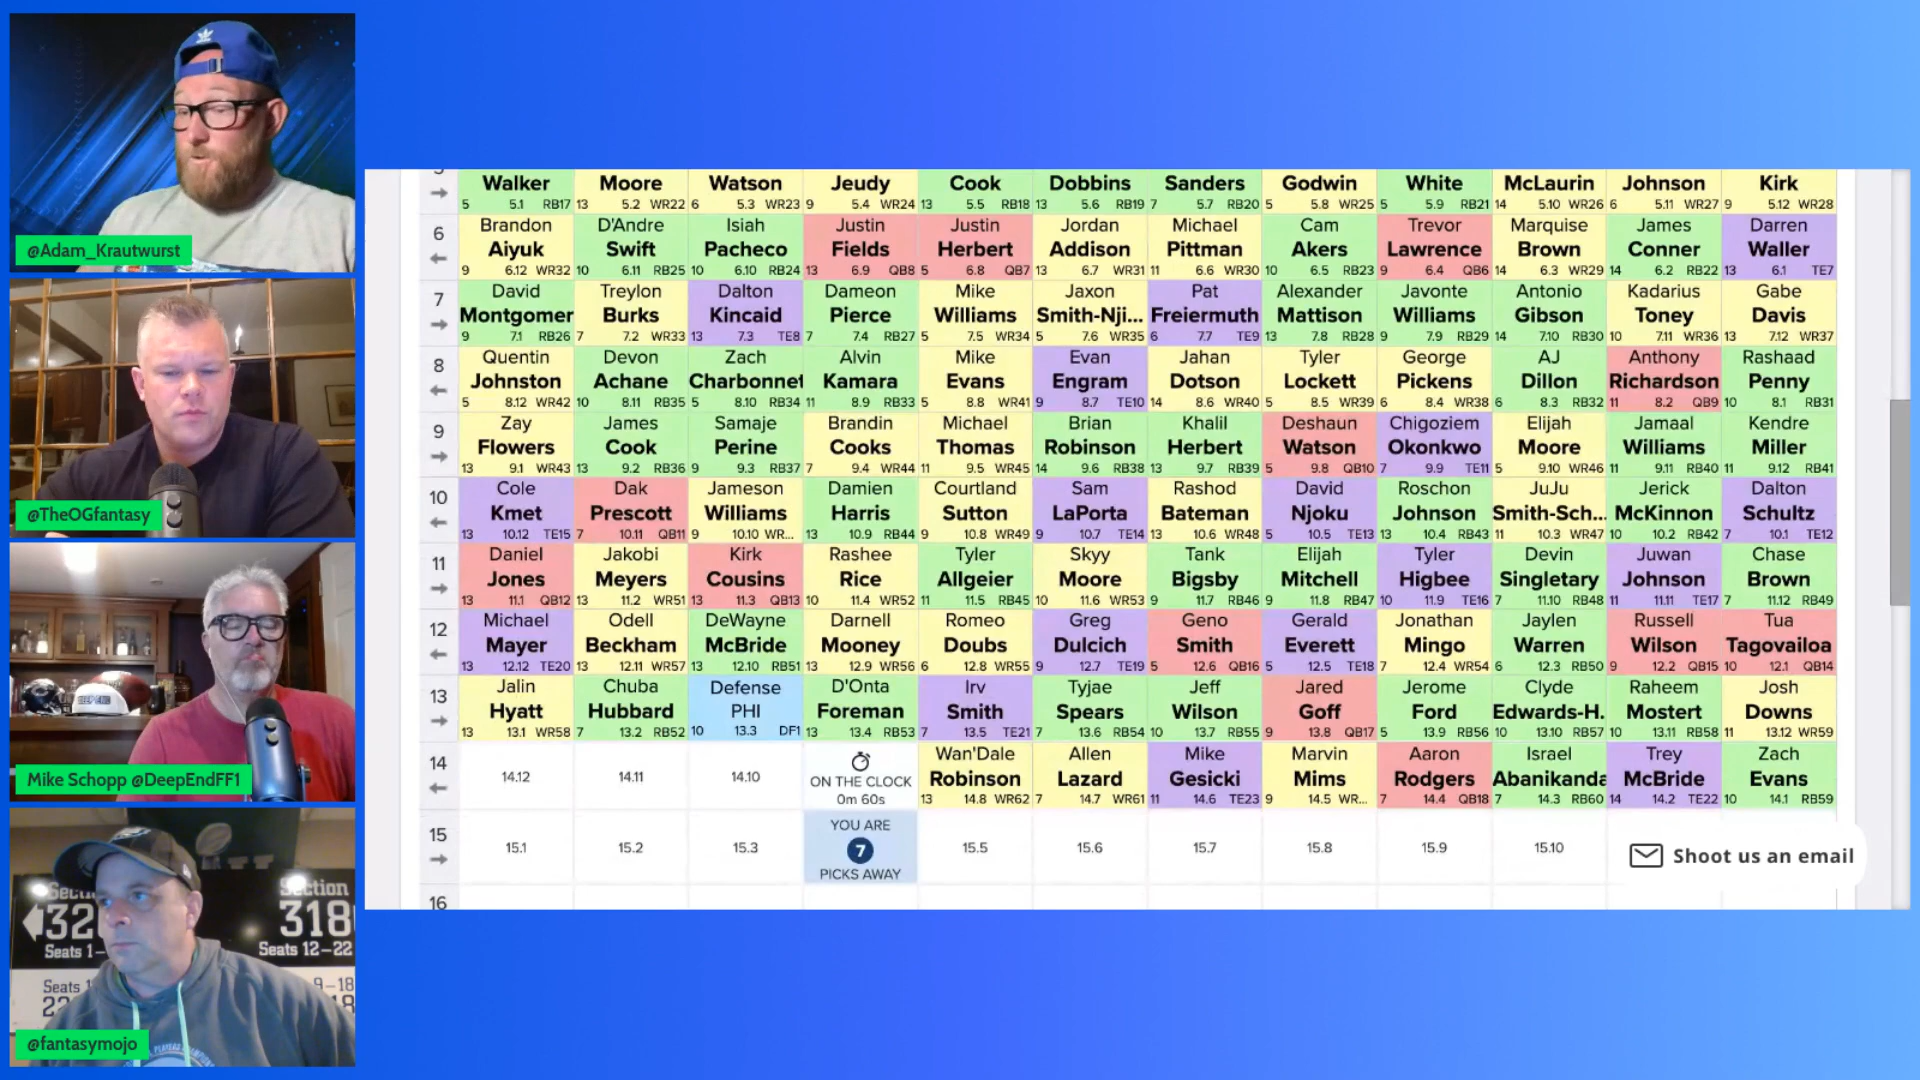 @Adam_Krautwurst
@TheOGfantasy
Mike Schopp @DeepEndFF1
Section
318
Seats 12-22
32
Seats 1-
@fantasymojo
Walker Moore Watson Jeudy Cook Dobbins Sanders Godwin White McLaurin Johnson Kirk
5 5.1 RB17 13 5.2 WR22 6 5.3 WR23 9 5.4 WR24 13 5.5 RB18 13 5.6 RB19 7 5.7 RB20 5 5.8 WR25 5 5.9 RB21 14 5.10 WR26 6 5.11 WR27 9 5.12 WR28
6 Brandon D'Andre Isiah Justin Justin Jordan Michael Cam Trevor Marquise James Darren
Aiyuk Swift Pacheco Fields Herbert Addison Pittman Akers Lawrence Brown Conner Waller
9 6.12 WR32 10 6.11 RB25 10 6.10 RB24 13 6.9 QB8 5 6.8 QB7 13 6.7 WR31 11 6.6 WR30 10 6.5 RB23 9 6.4 QB6 14 6.3 WR29 14 6.2 RB22 13 6.1 TE7
7 David Treylon Dalton Dameon Mike Jaxon Pat Alexander Javonte Antonio Kadarius Gabe
Montgomer Burks Kincaid Pierce Williams Smith-Nji... Freiermuth Mattison Williams Gibson Toney Davis
9 7.1 RB26 7 7.2 WR33 13 7.3 TE8 7 7.4 RB27 5 7.5 WR34 5 7.6 WR35 6 7.7 TE9 13 7.8 RB28 9 7.9 RB29 14 7.10 RB30 10 7.11 WR36 13 7.12 WR37
8 Quentin Devon Zach Alvin Mike Evan Jahan Tyler George AJ Anthony Rashaad
Johnston Achane Charbonnet Kamara Evans Engram Dotson Lockett Pickens Dillon Richardson Penny
5 8.12 WR42 10 8.11 RB35 5 8.10 RB34 11 8.9 RB33 5 8.8 WR41 9 8.7 TE10 14 8.6 WR40 5 8.5 WR39 6 8.4 WR38 6 8.3 RB32 11 8.2 QB9 10 8.1 RB31
9 Zay James Samaje Brandin Michael Brian Khalil Deshaun Chigoziem Elijah Jamaal Kendre
Flowers Cook Perine Cooks Thomas Robinson Herbert Watson Okonkwo Moore Williams Miller
13 9.1 WR43 13 9.2 RB36 9 9.3 RB37 7 9.4 WR44 11 9.5 WR45 14 9.6 RB38 13 9.7 RB39 5 9.8 QB10 7 9.9 TE11 5 9.10 WR46 11 9.11 RB40 11 9.12 RB41
10 Cole Dak Jameson Damien Courtland Sam Rashod David Roschon JuJu Jerick Dalton
Kmet Prescott Williams Harris Sutton LaPorta Bateman Njoku Johnson Smith-Sch... McKinnon Schultz
13 10.12 TE15 7 10.11 QB11 9 10.10 WR... 13 10.9 RB44 9 10.8 WR49 9 10.7 TE14 13 10.6 WR48 5 10.5 TE13 13 10.4 RB43 11 10.3 WR47 10 10.2 RB42 7 10.1 TE12
11 Daniel Jakobi Kirk Rashee Tyler Skyy Tank Elijah Tyler Devin Juwan Chase
Jones Meyers Cousins Rice Allgeier Moore Bigsby Mitchell Higbee Singletary Johnson Brown
13 11.1 QB12 13 11.2 WR51 13 11.3 QB13 10 11.4 WR52 11 11.5 RB45 10 11.6 WR53 9 11.7 RB46 9 11.8 RB47 10 11.9 TE16 7 11.10 RB48 11 11.11 TE17 7 11.12 RB49
12 Michael Odell DeWayne Darnell Romeo Greg Geno Gerald Jonathan Jaylen Russell Tua
Mayer Beckham McBride Mooney Doubs Dulcich Smith Everett Mingo Warren Wilson Tagovailoa
13 12.12 TE20 13 12.11 WR57 13 12.10 RB51 13 12.9 WR56 6 12.8 WR55 9 12.7 TE19 5 12.6 QB16 5 12.5 TE18 7 12.4 WR54 6 12.3 RB50 9 12.2 QB15 10 12.1 QB14
13 Jalin Chuba Defense D'Onta Irv Tyjae Jeff Jared Jerome Clyde Raheem Josh
Hyatt Hubbard PHI Foreman Smith Spears Wilson Goff Ford Edwards-H. Mostert Downs
13 13.1 WR58 7 13.2 RB52 10 13.3 DF1 13 13.4 RB53 7 13.5 TE21 7 13.6 RB54 10 13.7 RB55 9 13.8 QB17 5 13.9 RB56 10 13.10 RB57 10 13.11 RB58 11 13.12 WR59
14 Wan'Dale Allen Mike Marvin Aaron Israel Trey Zach
14.12 14.11 14.10 ON THE CLOCK Robinson Lazard Gesicki Mims Rodgers Abanikanda McBride Evans
0m 60s 13 14.8 WR62 7 14.7 WR61 11 14.6 TE23 9 14.5 WR... 7 14.4 QB18 7 14.3 RB60 14 14.2 TE22 10 14.1 RB59
15 YOU ARE
15.1 15.2 15.3 7 15.5 15.6 15.7 15.8 15.9 15.10 Shoot us an email
PICKS AWAY
16